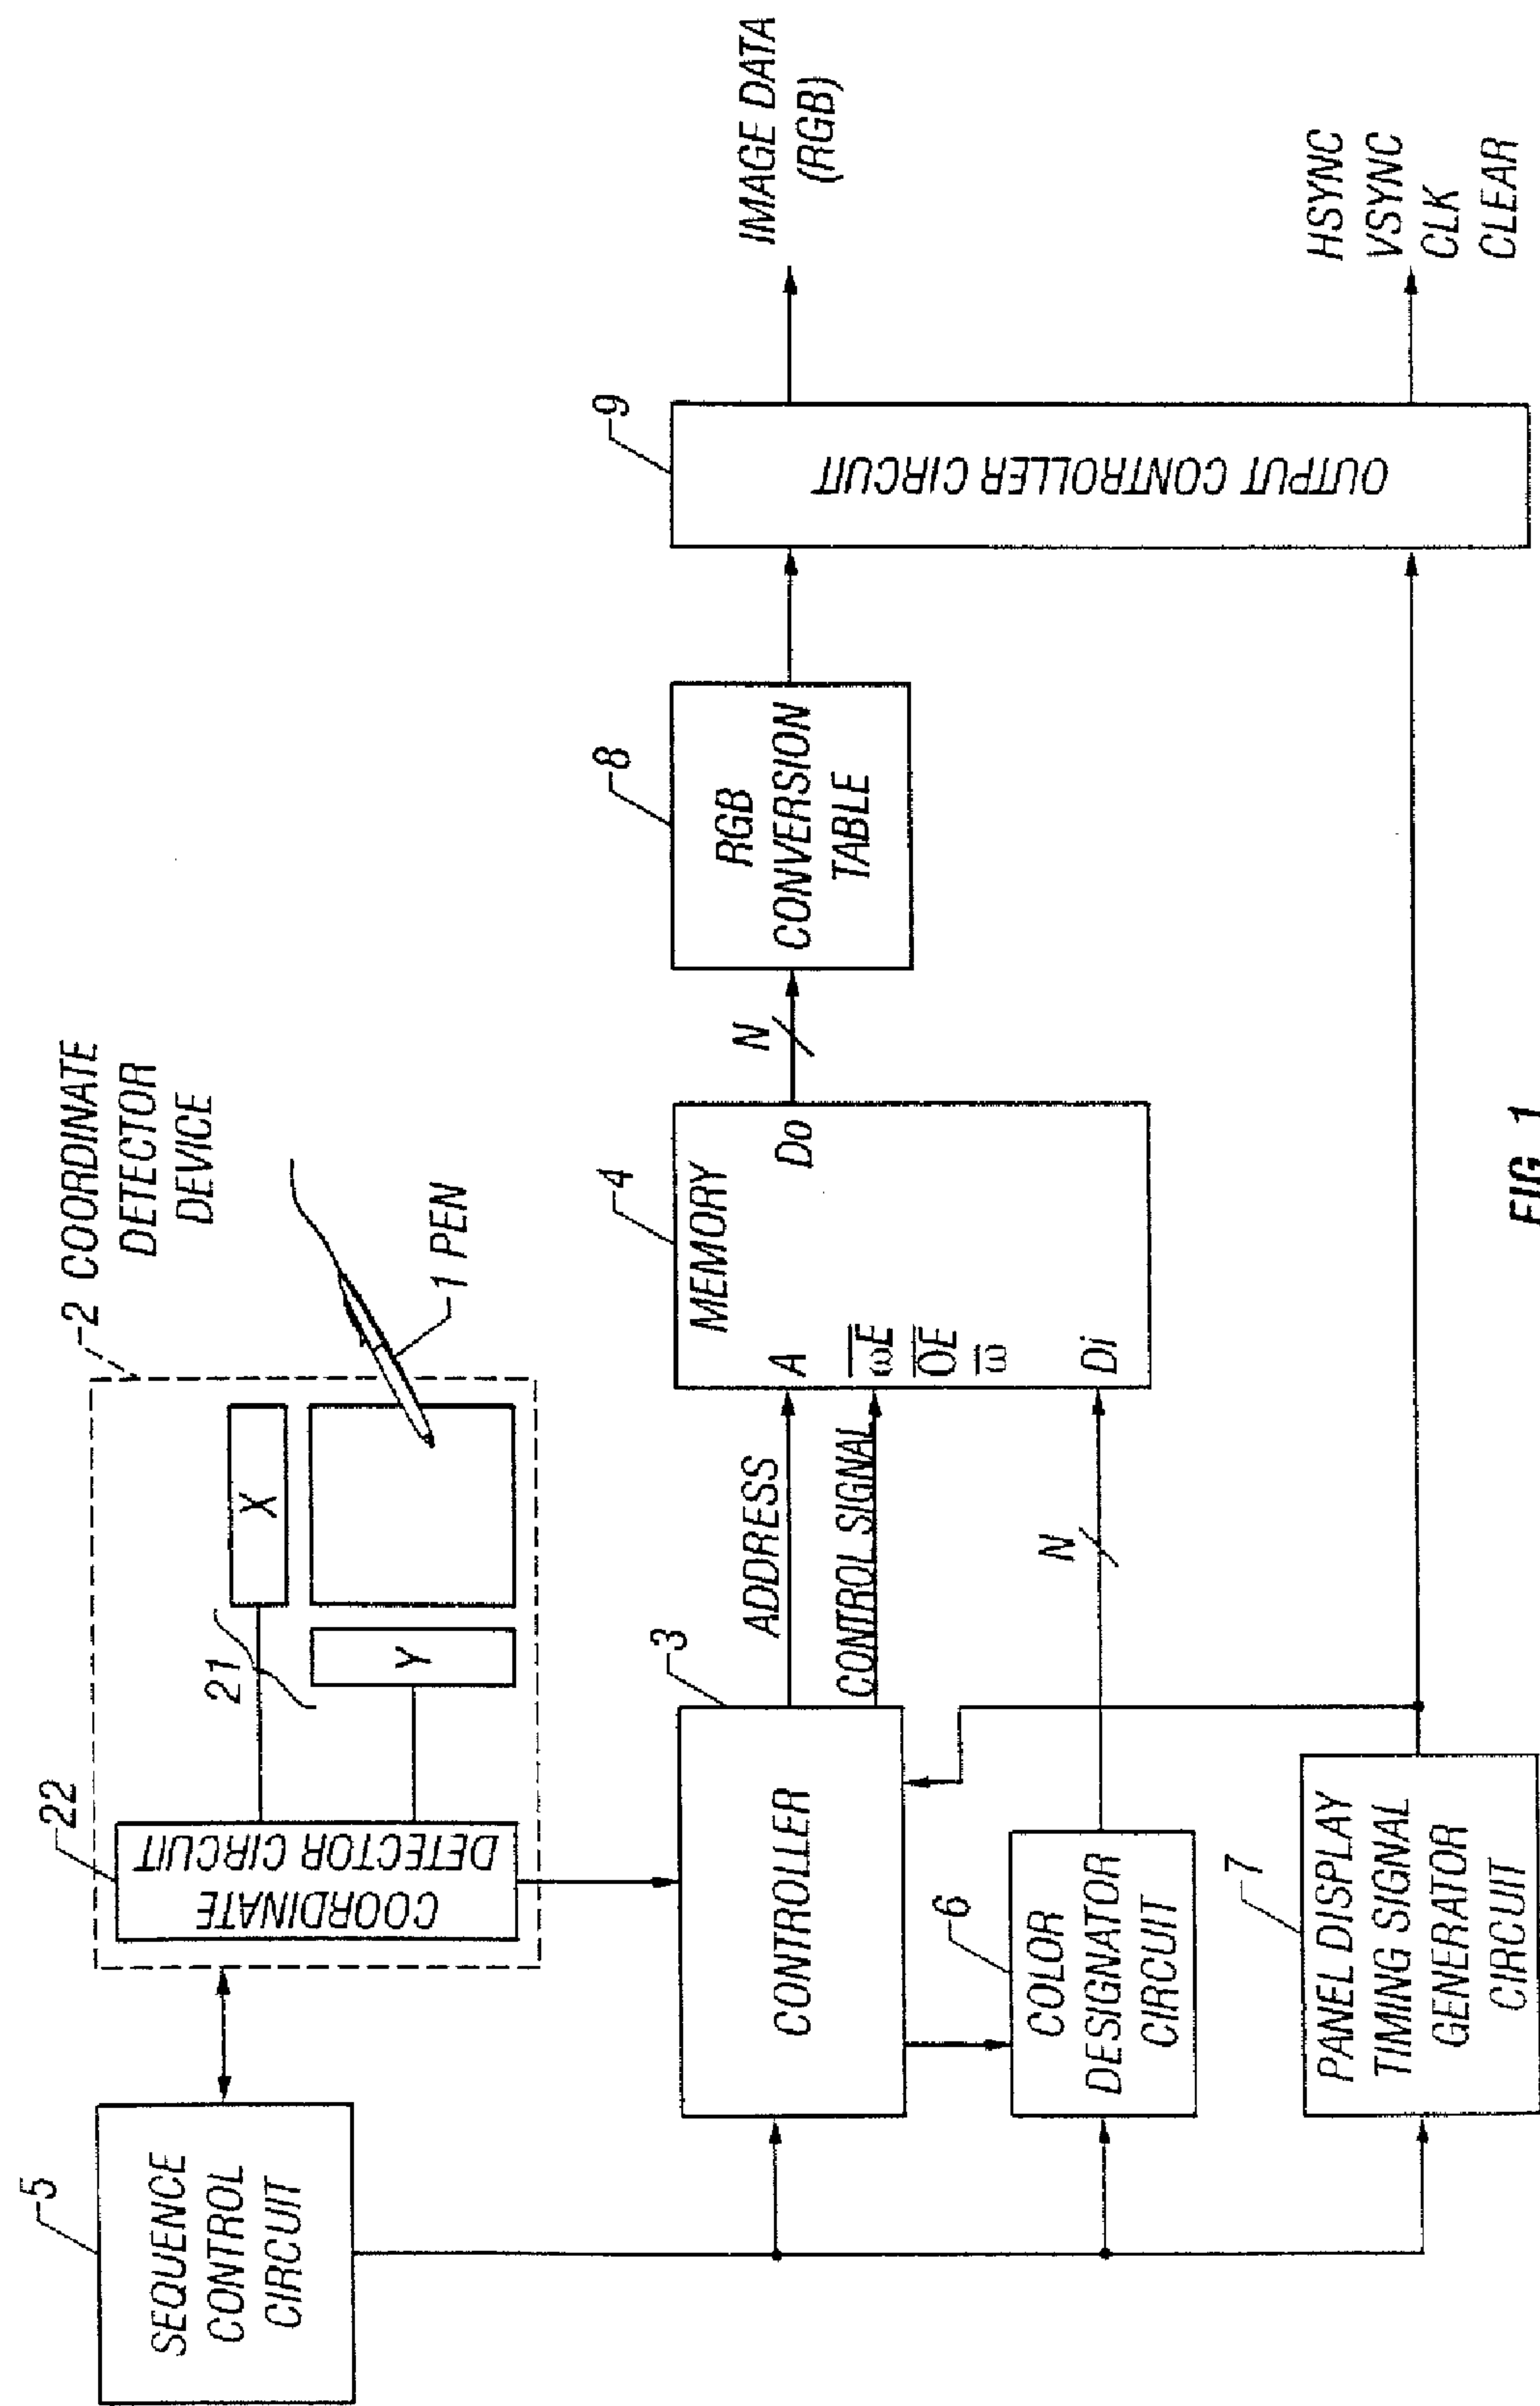 5
SEQUENCE
CONTROL
CIRCUIT
2 COORDINATE
DETECTOR
DEVICE
22
COORDINATE
DETECTOR CIRCUIT
21
X
Y
1 PEN
3
CONTROLLER
ADDRESS
CONTROL SIGNAL
4
MEMORY
A
Do
ω̅E̅
O̅E̅
ω̅
Di
N
N
8
RGB
CONVERSION
TABLE
9
OUTPUT CONTROLLER CIRCUIT
IMAGE DATA
(RGB)
6
COLOR
DESIGNATOR
CIRCUIT
7
PANEL DISPLAY
TIMING SIGNAL
GENERATOR
CIRCUIT
HSYNC
VSYNC
CLK
CLEAR
FIG. 1